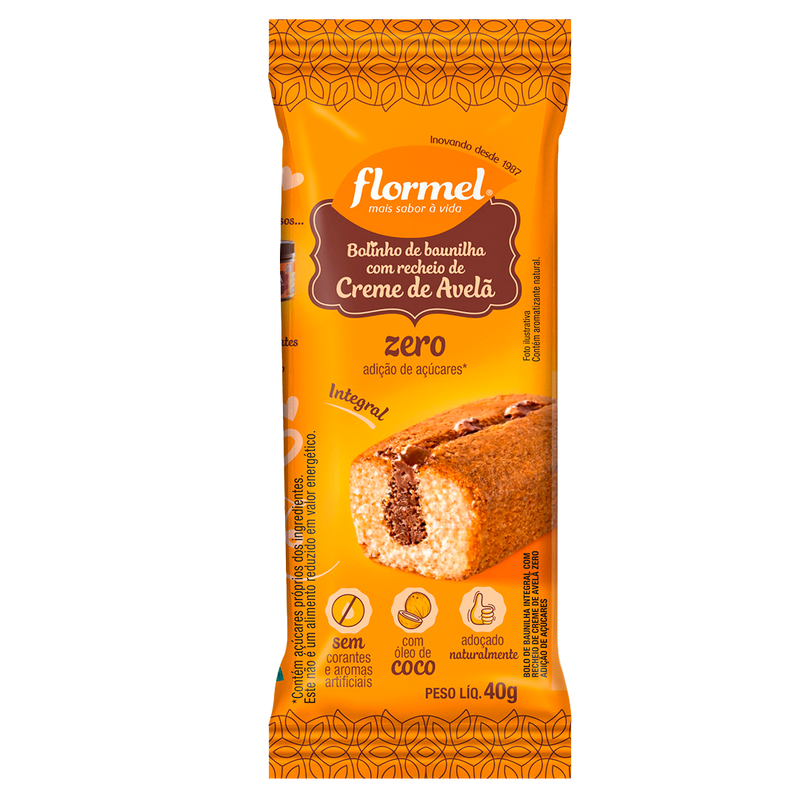 Inovando desde 1987
flormel®
mais sabor à vida
Bolinho de baunilha
com recheio de
Creme de Avelã
zero
adição de açúcares*
Integral
Foto ilustrativa
Contém aromatizante natural.
*Contém açúcares próprios dos ingredientes.
Este não é um alimento reduzido em valor energético.
sem
corantes
e aromas
artificiais
com
óleo de
coco
adoçado
naturalmente
PESO LÍQ. 40g
BOLO DE BAUNILHA INTEGRAL COM
RECHEIO DE CREME DE AVELÃ ZERO
ADIÇÃO DE AÇÚCARES